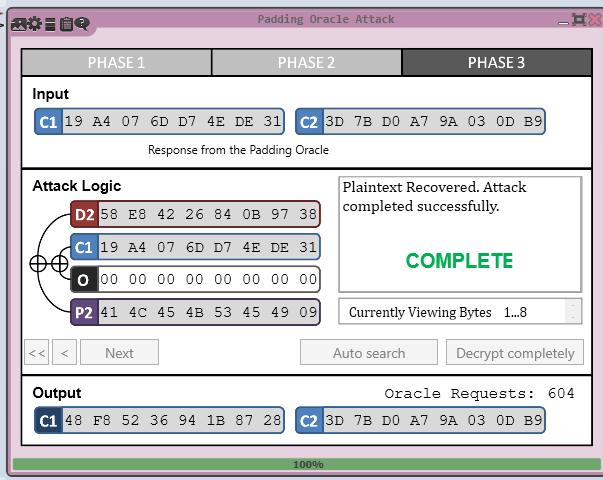 Padding Oracle Attack
PHASE 1 PHASE 2 PHASE 3
Input
C1 19 A4 07 6D D7 4E DE 31 C2 3D 7B D0 A7 9A 03 0D B9
Response from the Padding Oracle
Attack Logic
D2 58 E8 42 26 84 0B 97 38
C1 19 A4 07 6D D7 4E DE 31
O 00 00 00 00 00 00 00 00
P2 41 4C 45 4B 53 45 49 09
Plaintext Recovered. Attack
completed successfully.
COMPLETE
Currently Viewing Bytes 1...8
<< < Next Auto search Decrypt completely
Output Oracle Requests: 604
C1 48 F8 52 36 94 1B 87 28 C2 3D 7B D0 A7 9A 03 0D B9
100%